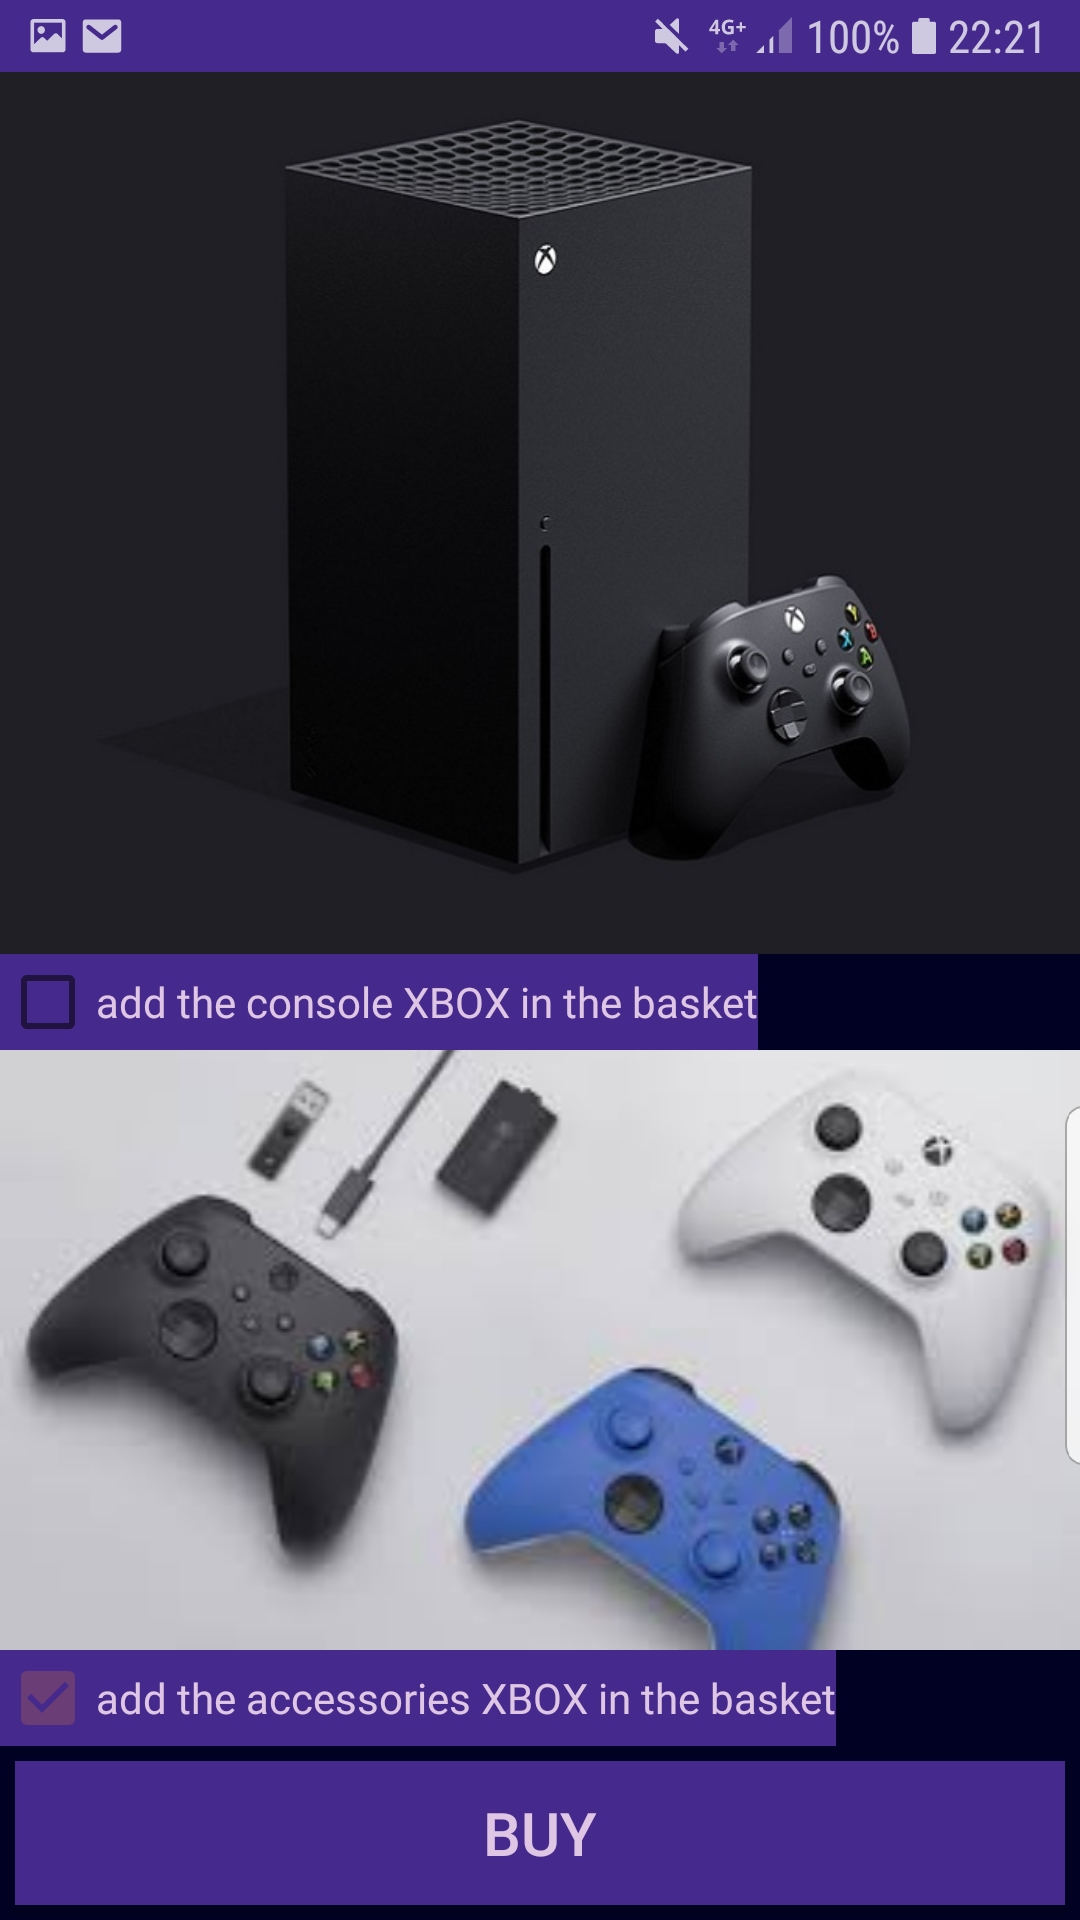 4G+ 100% 22:21
Y
X B
A
add the console XBOX in the basket
add the accessories XBOX in the basket
BUY